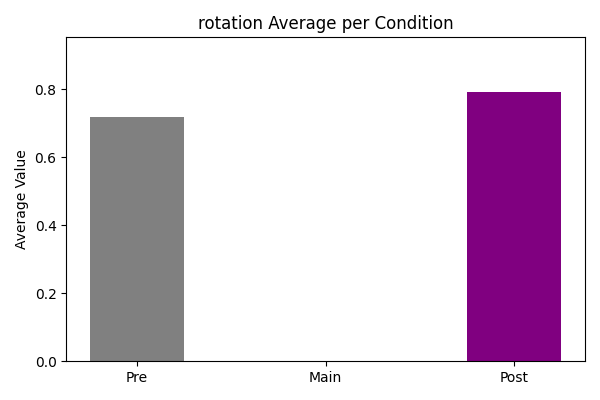 rotation Average per Condition
Average Value
0.8
0.6
0.4
0.2
0.0
Pre
Main
Post